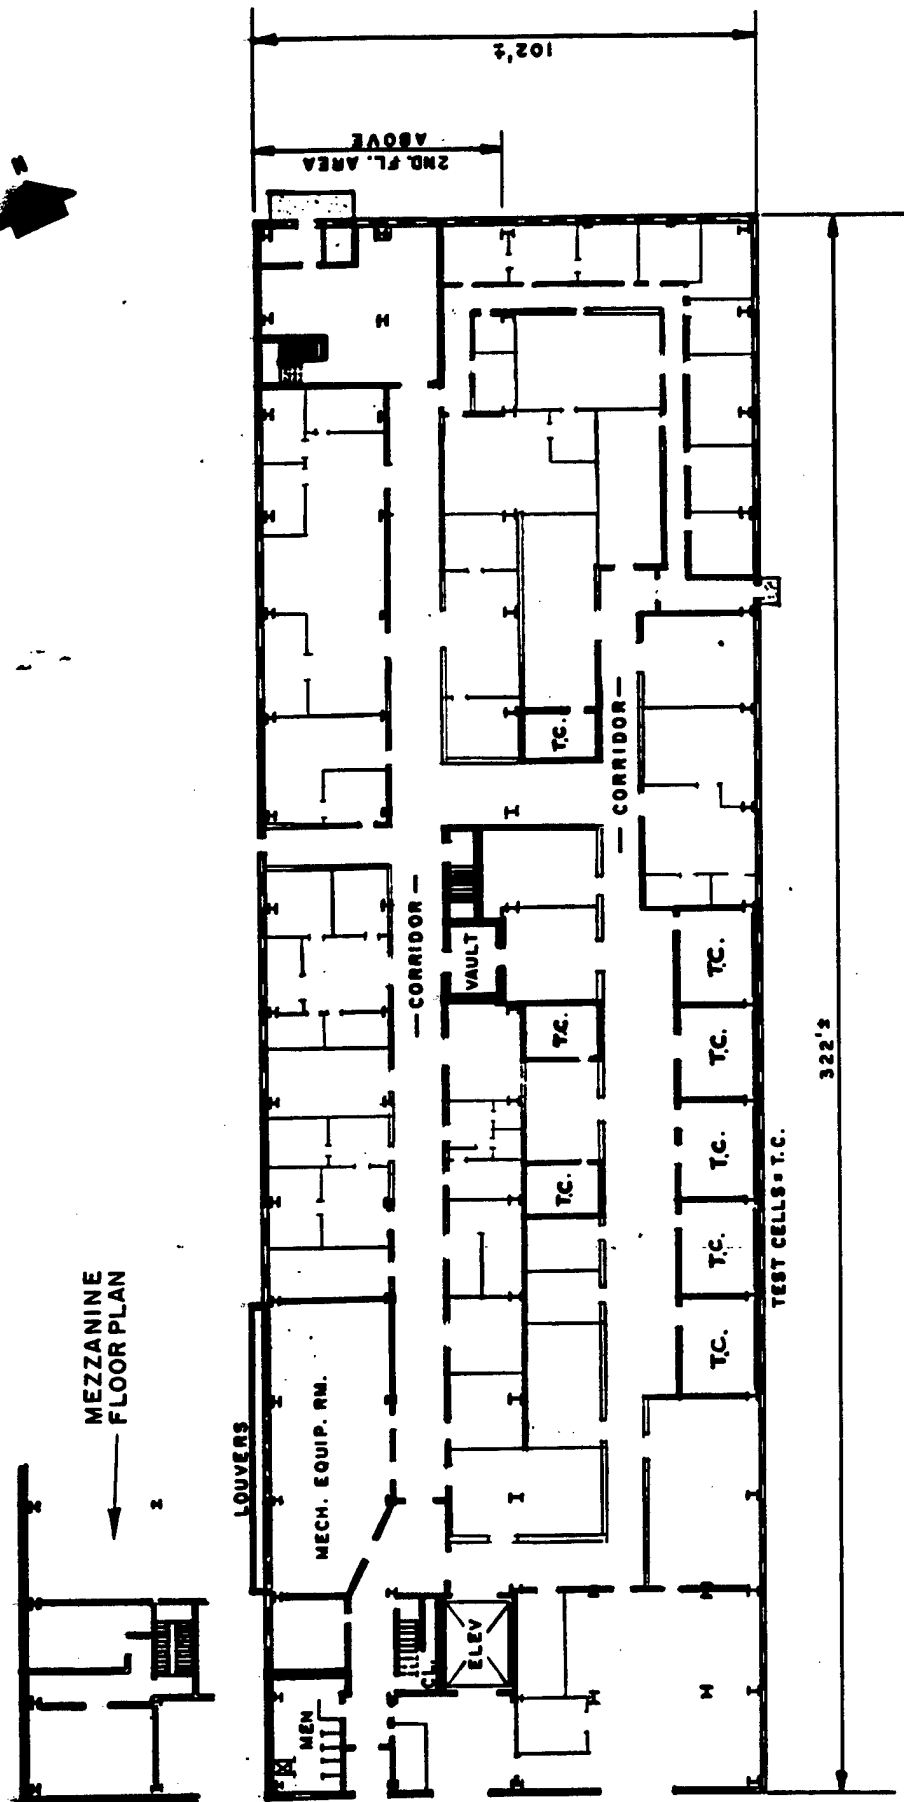 N
102'±
2ND. FL. AREA
ABOVE
T.C.
— CORRIDOR —
— CORRIDOR —
VAULT
T.C.
T.C.
T.C.
T.C.
T.C.
T.C.
T.C.
322'±
TEST CELLS = T.C.
MEZZANINE
FLOOR PLAN
LOUVERS
MECH. EQUIP. RM.
ELEV
CL.
MEN